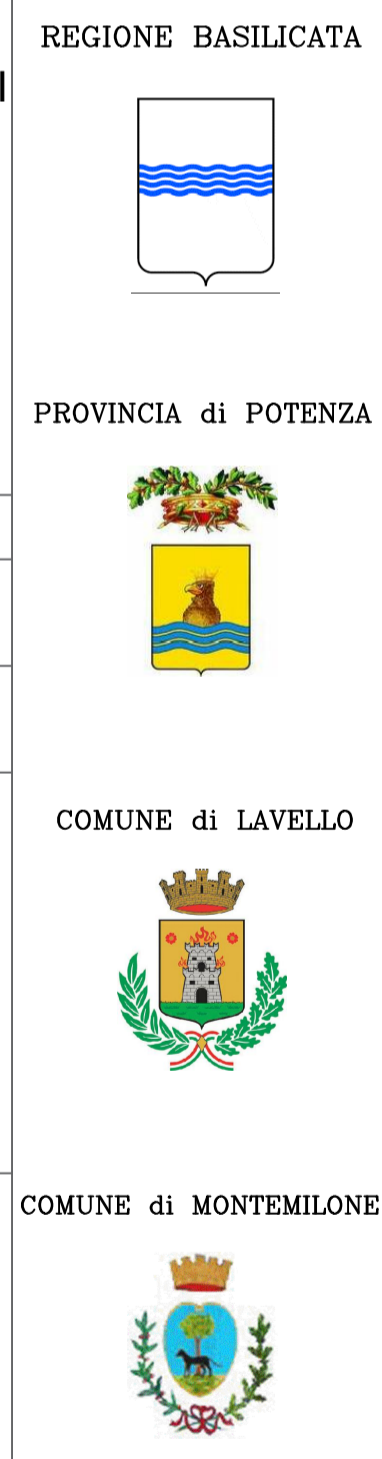 REGIONE BASILICATA
PROVINCIA di POTENZA
COMUNE di LAVELLO
COMUNE di MONTEMILONE